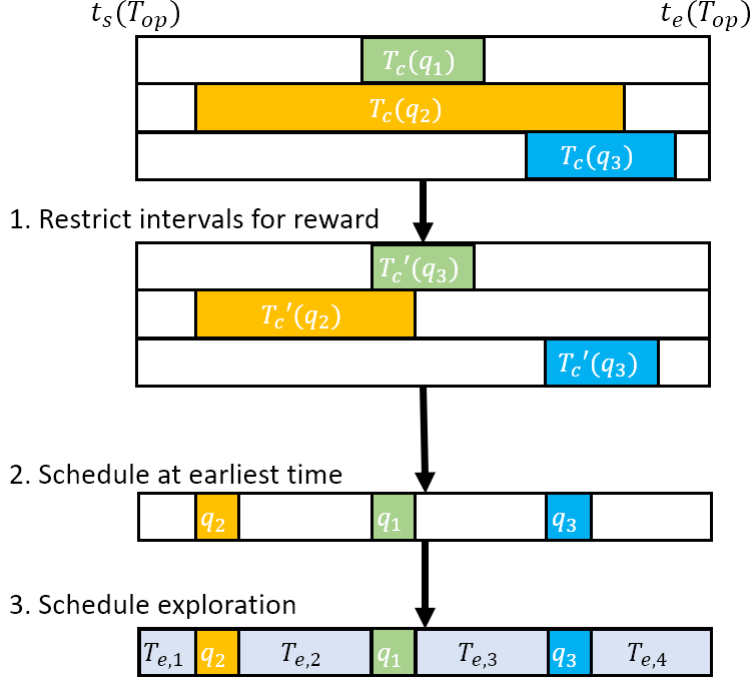 t_s(T_op) t_e(T_op)
T_c(q_1)
T_c(q_2)
T_c(q_3)
1. Restrict intervals for reward
T_c'(q_3)
T_c'(q_2)
T_c'(q_3)
2. Schedule at earliest time
q_2 q_1 q_3
3. Schedule exploration
T_e,1 q_2 T_e,2 q_1 T_e,3 q_3 T_e,4